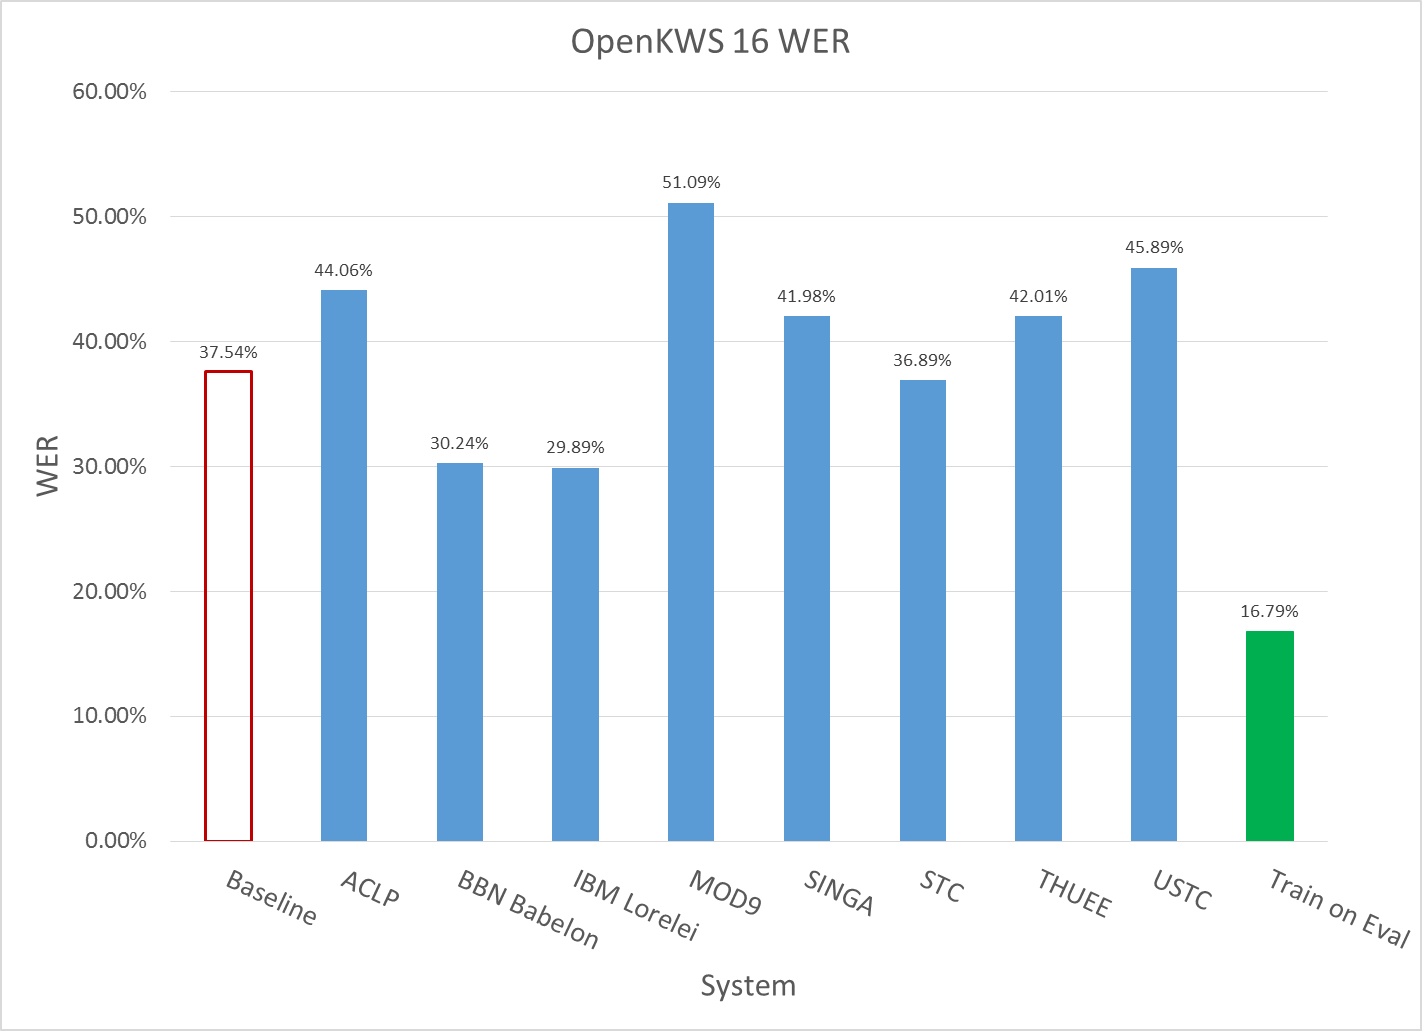 OpenKWS 16 WER
60.00%
50.00%
40.00%
30.00%
20.00%
10.00%
0.00%
WER
37.54%
44.06%
30.24%
29.89%
51.09%
41.98%
36.89%
42.01%
45.89%
16.79%
Baseline
ACLP
BBN Babelon
IBM Lorelei
MOD9
SINGA
STC
THUEE
USTC
Train on Eval
System